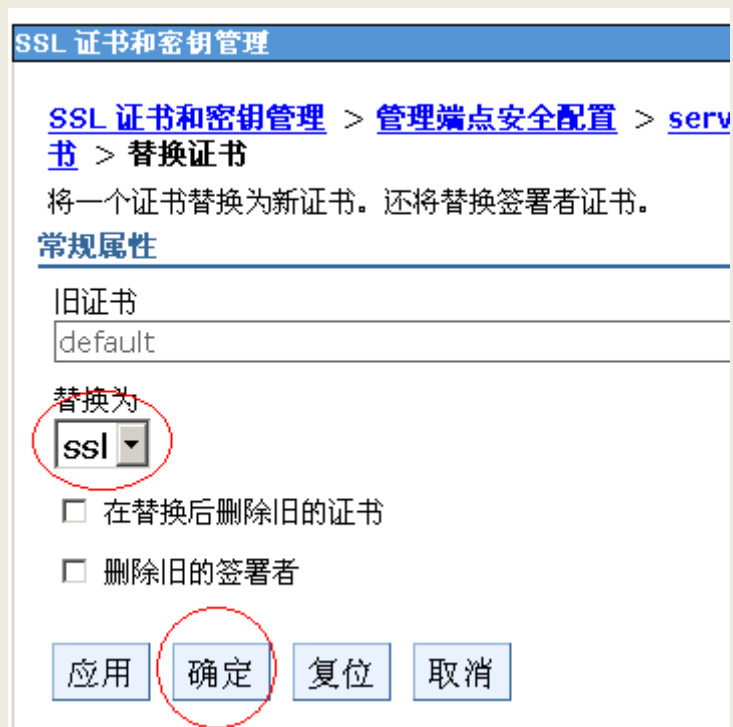 SSL 证书和密钥管理
SSL 证书和密钥管理 > 管理端点安全配置 > serv
书 > 替换证书
将一个证书替换为新证书。还将替换签署者证书。
常规属性
旧证书
default
替换为
ssl
在替换后删除旧的证书
删除旧的签署者
应用 确定 复位 取消